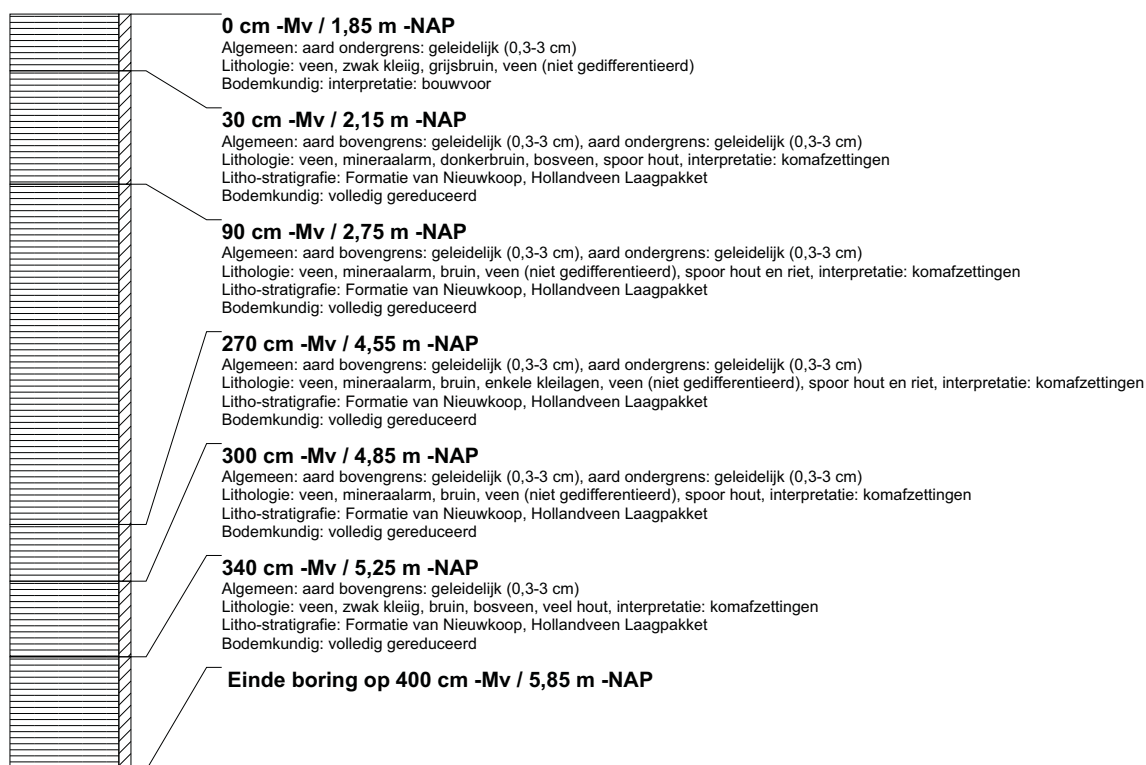 0 cm -Mv / 1,85 m -NAP
Algemeen: aard ondergrens: geleidelijk (0,3-3 cm)
Lithologie: veen, zwak kleiig, grijsbruin, veen (niet gedifferentieerd)
Bodemkundig: interpretatie: bouwvoor
30 cm -Mv / 2,15 m -NAP
Algemeen: aard bovengrens: geleidelijk (0,3-3 cm), aard ondergrens: geleidelijk (0,3-3 cm)
Lithologie: veen, mineraalarm, donkerbruin, bosveen, spoor hout, interpretatie: komafzettingen
Litho-stratigrafie: Formatie van Nieuwkoop, Hollandveen Laagpakket
Bodemkundig: volledig gereduceerd
90 cm -Mv / 2,75 m -NAP
Algemeen: aard bovengrens: geleidelijk (0,3-3 cm), aard ondergrens: geleidelijk (0,3-3 cm)
Lithologie: veen, mineraalarm, bruin, veen (niet gedifferentieerd), spoor hout en riet, interpretatie: komafzettingen
Litho-stratigrafie: Formatie van Nieuwkoop, Hollandveen Laagpakket
Bodemkundig: volledig gereduceerd
270 cm -Mv / 4,55 m -NAP
Algemeen: aard bovengrens: geleidelijk (0,3-3 cm), aard ondergrens: geleidelijk (0,3-3 cm)
Lithologie: veen, mineraalarm, bruin, enkele kleilagen, veen (niet gedifferentieerd), spoor hout en riet, interpretatie: komafzettingen
Litho-stratigrafie: Formatie van Nieuwkoop, Hollandveen Laagpakket
Bodemkundig: volledig gereduceerd
300 cm -Mv / 4,85 m -NAP
Algemeen: aard bovengrens: geleidelijk (0,3-3 cm), aard ondergrens: geleidelijk (0,3-3 cm)
Lithologie: veen, mineraalarm, bruin, veen (niet gedifferentieerd), spoor hout, interpretatie: komafzettingen
Litho-stratigrafie: Formatie van Nieuwkoop, Hollandveen Laagpakket
Bodemkundig: volledig gereduceerd
340 cm -Mv / 5,25 m -NAP
Algemeen: aard bovengrens: geleidelijk (0,3-3 cm)
Lithologie: veen, zwak kleiig, bruin, bosveen, veel hout, interpretatie: komafzettingen
Litho-stratigrafie: Formatie van Nieuwkoop, Hollandveen Laagpakket
Bodemkundig: volledig gereduceerd
Einde boring op 400 cm -Mv / 5,85 m -NAP